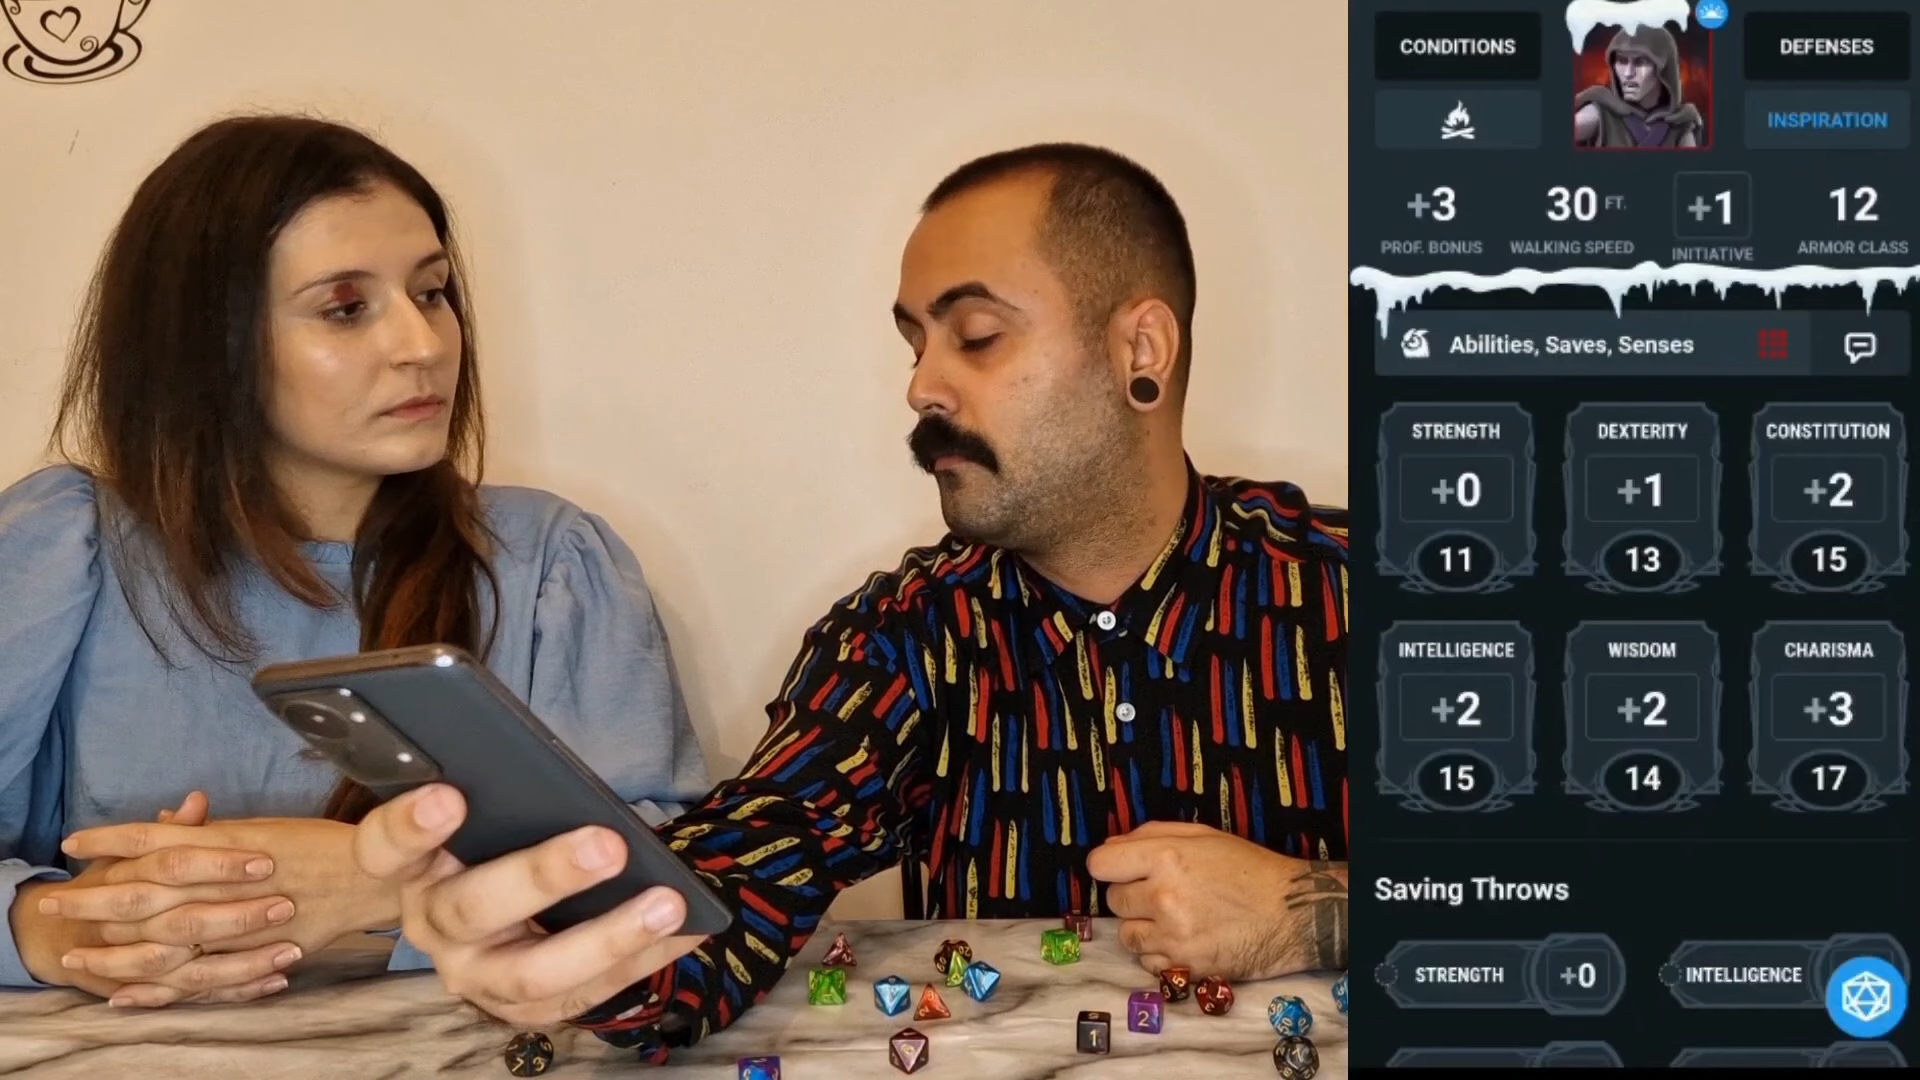 CONDITIONS
DEFENSES
INSPIRATION
+3
30 FT.
+1
12
PROF. BONUS
WALKING SPEED
INITIATIVE
ARMOR CLASS
Abilities, Saves, Senses
STRENGTH
DEXTERITY
CONSTITUTION
+0
+1
+2
11
13
15
INTELLIGENCE
WISDOM
CHARISMA
+2
+2
+3
15
14
17
Saving Throws
STRENGTH
+0
INTELLIGENCE
2
1